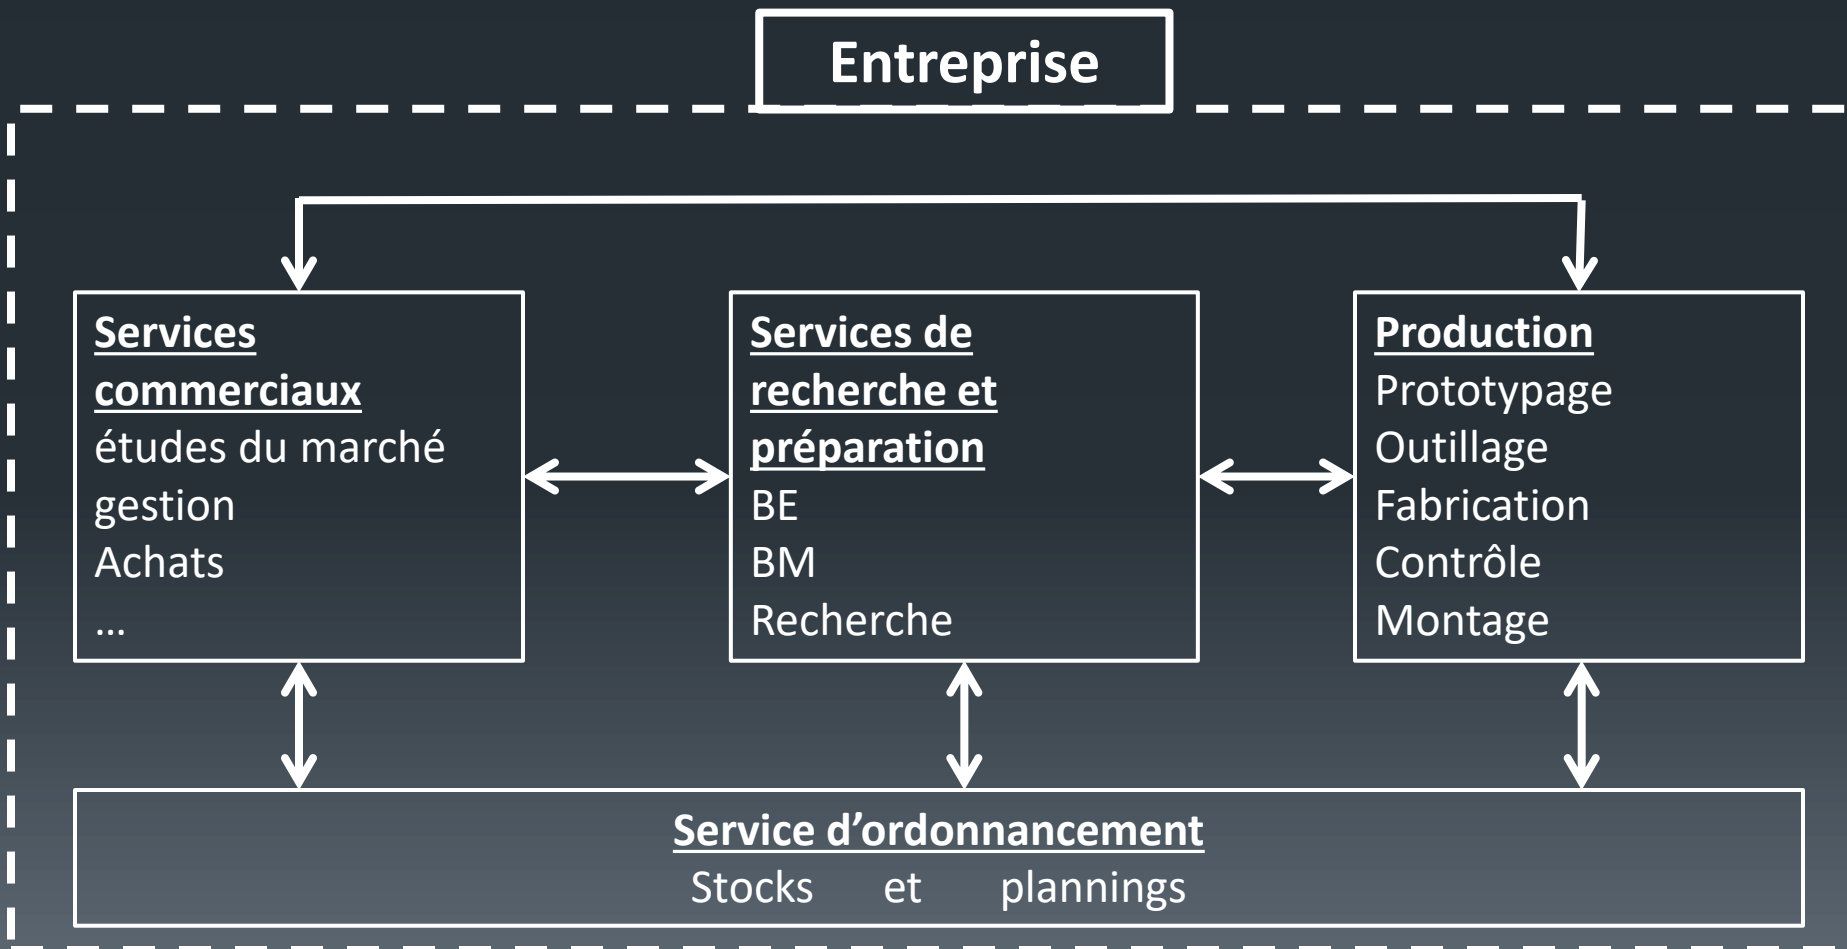 Entreprise
Services
commerciaux
études du marché
gestion
Achats
...
Services de
recherche et
préparation
BE
BM
Recherche
Production
Prototypage
Outillage
Fabrication
Contrôle
Montage
Service d’ordonnancement
Stocks et plannings